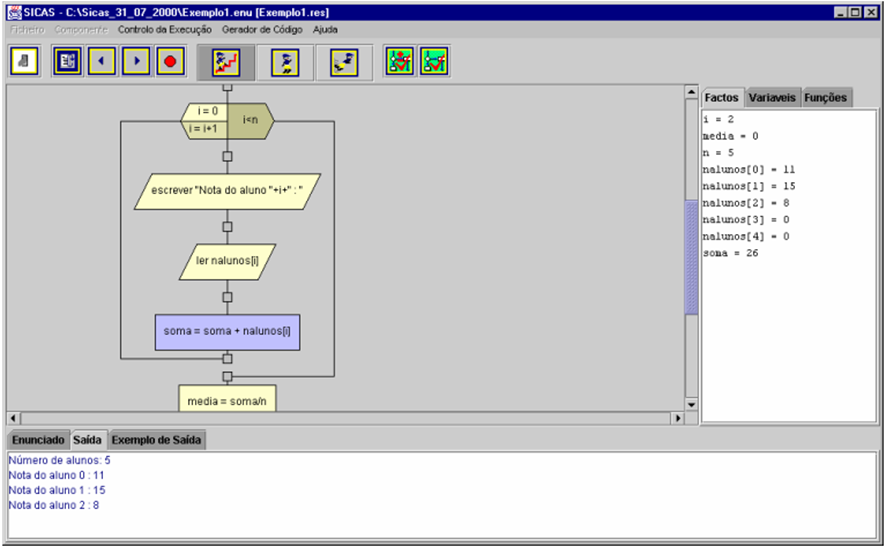 SICAS - C:\Sicas_31_07_2000\Exemplo1.enu [Exemplo1.res]
Ficheiro Componente Controlo da Execução Gerador de Código Ajuda
i = 0
i = i+1
i<n
escrever "Nota do aluno "+i+" : "
ler nalunos[i]
soma = soma + nalunos[i]
media = soma/n
Factos Variaveis Funções
i = 2
media = 0
n = 5
nalunos[0] = 11
nalunos[1] = 15
nalunos[2] = 8
nalunos[3] = 0
nalunos[4] = 0
soma = 26
Enunciado Saída Exemplo de Saída
Número de alunos: 5
Nota do aluno 0 : 11
Nota do aluno 1 : 15
Nota do aluno 2 : 8